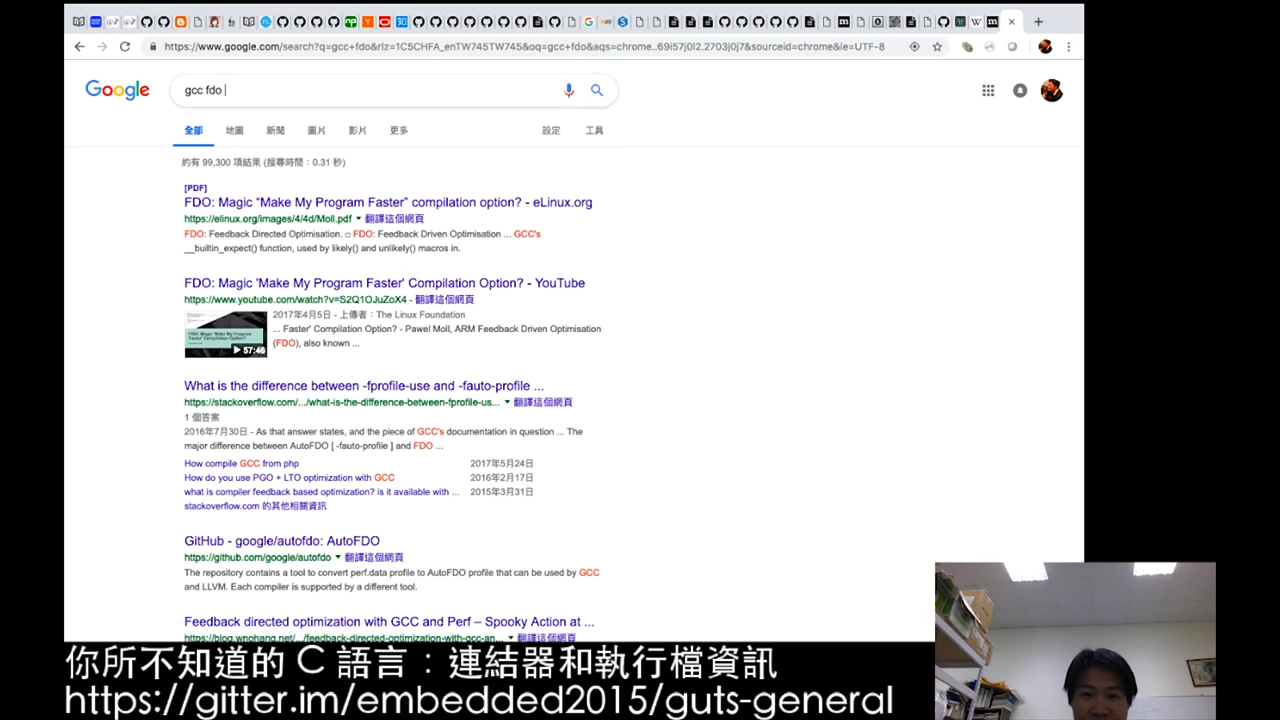 https://www.google.com/search?q=gcc+fdo&rlz=1C5CHFA_enTW745TW745&oq=gcc+fdo&aqs=chrome..69i57j0l2.2703j0j7&sourceid=chrome&ie=UTF-8
Google
gcc fdo
全部 地圖 新聞 圖片 影片 更多 設定 工具
約有 99,300 項結果 (搜尋時間:0.31 秒)
[PDF]
FDO: Magic "Make My Program Faster" compilation option? - eLinux.org
https://elinux.org/images/4/4d/Moll.pdf ▼ 翻譯這個網頁
FDO: Feedback Directed Optimisation. □ FDO: Feedback Driven Optimisation ... GCC's
__builtin_expect() function, used by likely() and unlikely() macros in.
FDO: Magic 'Make My Program Faster' Compilation Option? - YouTube
https://www.youtube.com/watch?v=S2Q1OJuZoX4 - 翻譯這個網頁
2017年4月5日 - 上傳者:The Linux Foundation
... Faster' Compilation Option? - Pawel Moll, ARM Feedback Driven Optimisation
(FDO), also known ...
▶ 57:46
What is the difference between -fprofile-use and -fauto-profile ...
https://stackoverflow.com/.../what-is-the-difference-between-fprofile-us... ▼ 翻譯這個網頁
1 個答案
2016年7月30日 - As that answer states, and the piece of GCC's documentation in question ... The
major difference between AutoFDO [ -fauto-profile ] and FDO ...
How compile GCC from php 2017年5月24日
How do you use PGO + LTO optimization with GCC 2016年2月17日
what is compiler feedback based optimization? is it available with ... 2015年3月31日
stackoverflow.com 的其他相關資訊
GitHub - google/autofdo: AutoFDO
https://github.com/google/autofdo ▼ 翻譯這個網頁
The repository contains a tool to convert perf.data profile to AutoFDO profile that can be used by GCC
and LLVM. Each compiler is supported by a different tool.
Feedback directed optimization with GCC and Perf – Spooky Action at ...
https://blog.wnohang.net/.../feedback-directed-optimization-with-gcc-an... ▼ 翻譯這個網頁
你所不知道的 C 語言:連結器和執行檔資訊
https://gitter.im/embedded2015/guts-general